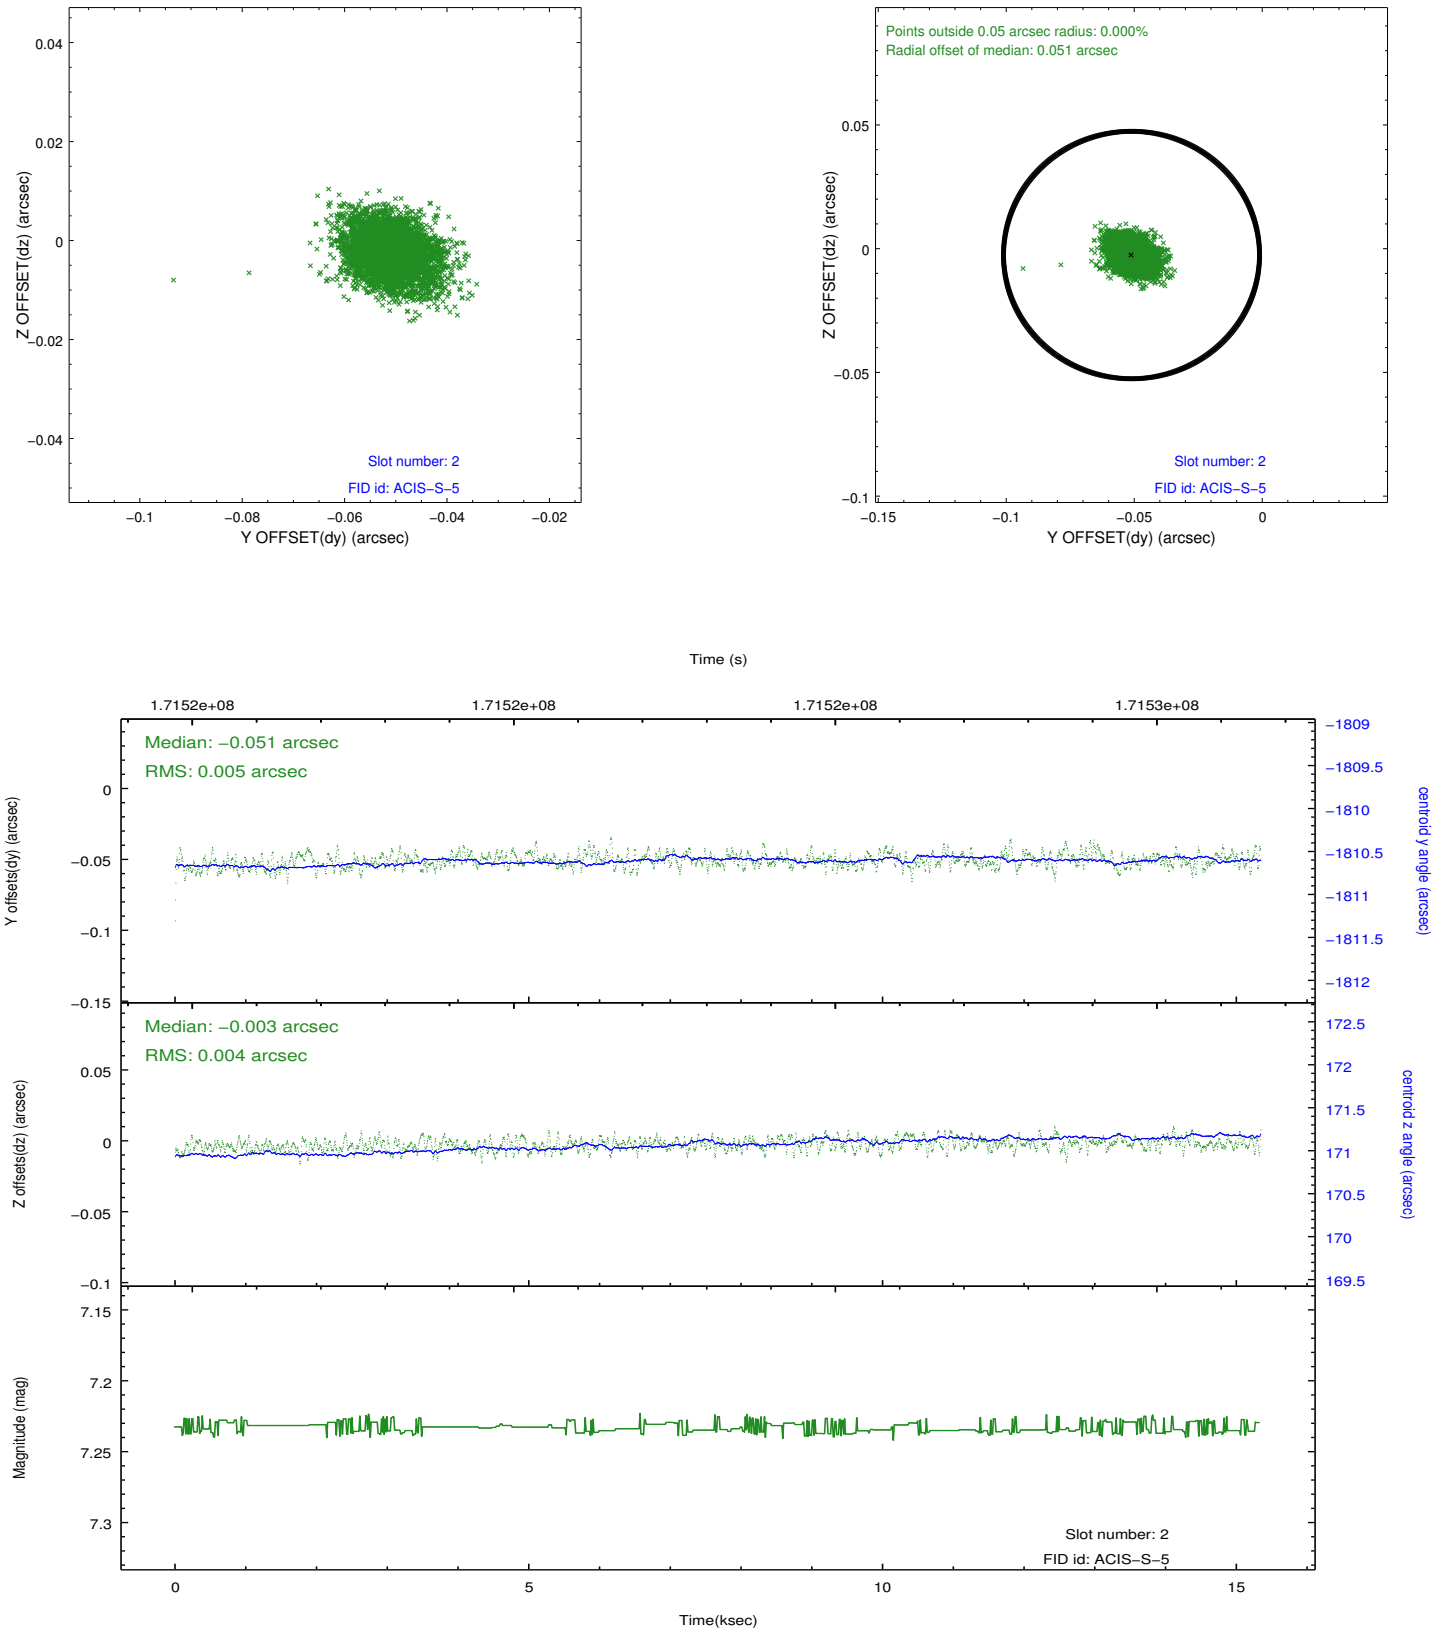 0.04
0.02
0
−0.02
−0.04
Z OFFSET(dz) (arcsec)
Slot number: 2
FID id: ACIS−S−5
−0.1
−0.08
−0.06
−0.04
−0.02
Y OFFSET(dy) (arcsec)
Points outside 0.05 arcsec radius: 0.000%
Radial offset of median: 0.051 arcsec
0.05
0
−0.05
−0.1
Z OFFSET(dz) (arcsec)
Slot number: 2
FID id: ACIS−S−5
−0.15
−0.1
−0.05
0
Y OFFSET(dy) (arcsec)
Time (s)
1.7152e+08
1.7152e+08
1.7152e+08
1.7153e+08
Median: −0.051 arcsec
RMS: 0.005 arcsec
0
−0.05
−0.1
−0.15
Y offsets(dy) (arcsec)
−1809
−1809.5
−1810
−1810.5
−1811
−1811.5
−1812
centroid y angle (arcsec)
Median: −0.003 arcsec
RMS: 0.004 arcsec
0.05
0
−0.05
−0.1
Z offsets(dz) (arcsec)
172.5
172
171.5
171
170.5
170
169.5
centroid z angle (arcsec)
7.15
7.2
7.25
7.3
Magnitude (mag)
Slot number: 2
FID id: ACIS−S−5
0
5
10
15
Time(ksec)